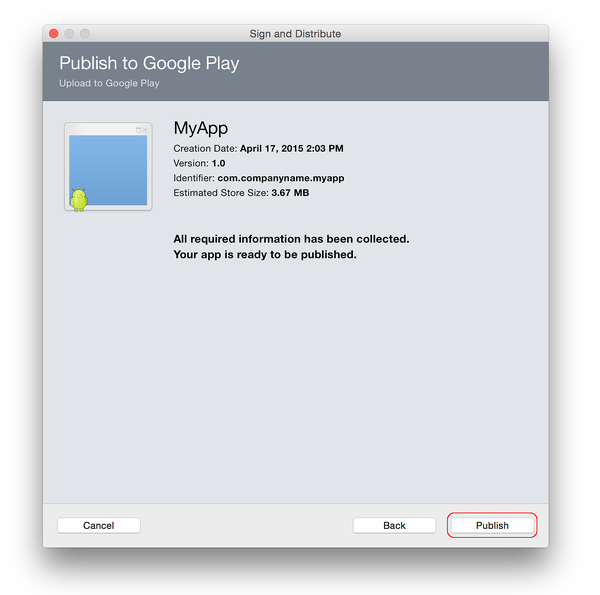 Sign and Distribute
Publish to Google Play
Upload to Google Play
MyApp
Creation Date: April 17, 2015 2:03 PM
Version: 1.0
Identifier: com.companyname.myapp
Estimated Store Size: 3.67 MB
All required information has been collected.
Your app is ready to be published.
Cancel
Back
Publish